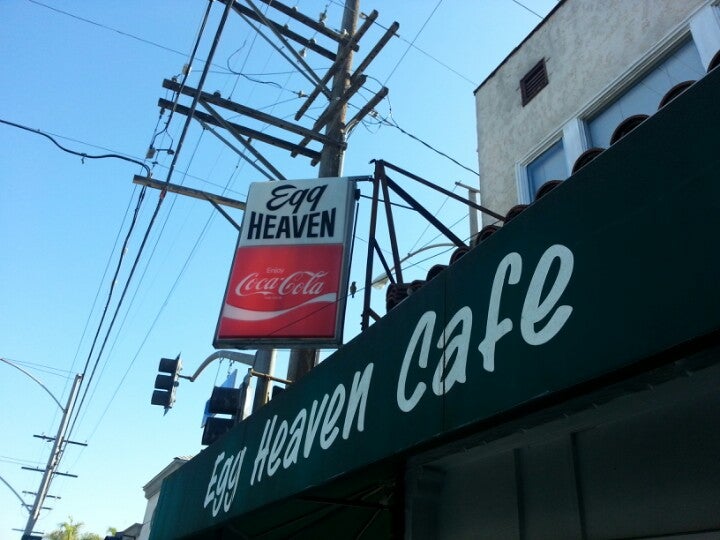 Egg
HEAVEN
Enjoy
Coca-Cola
Egg Heaven Cafe